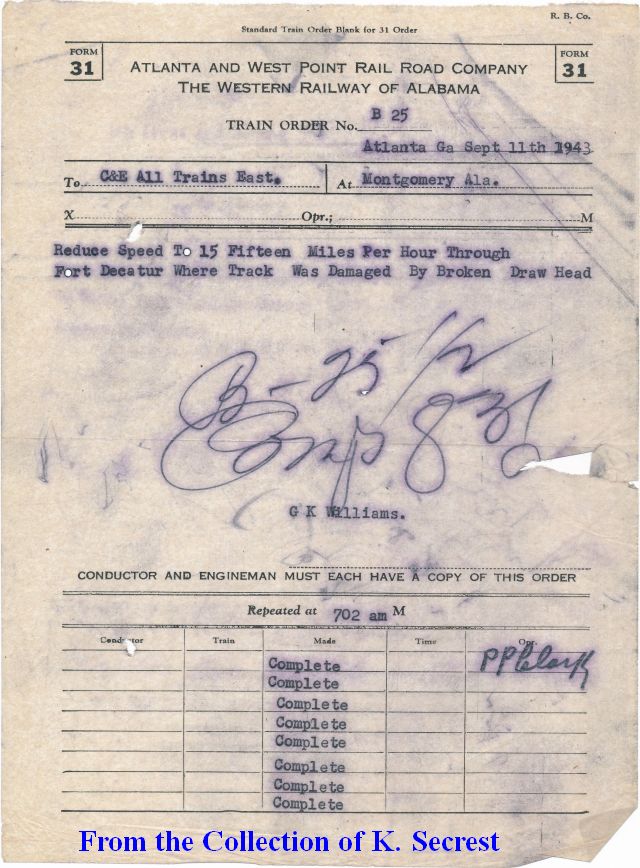 R. B. Co.
Standard Train Order Blank for 31 Order
FORM 31
FORM 31
ATLANTA AND WEST POINT RAIL ROAD COMPANY
THE WESTERN RAILWAY OF ALABAMA
TRAIN ORDER No. B 25
Atlanta Ga Sept 11th 1943
To C&E All Trains East. At Montgomery Ala.
X Opr.; M
Reduce Speed To 15 Fifteen Miles Per Hour Through
Fort Decatur Where Track Was Damaged By Broken Draw Head
B-25
Comp
G K Williams.
CONDUCTOR AND ENGINEMAN MUST EACH HAVE A COPY OF THIS ORDER
Repeated at 702 am M
Conductor Train Made Time Opr.
Complete PPClark
Complete
Complete
Complete
Complete
Complete
Complete
Complete
From the Collection of K. Secrest